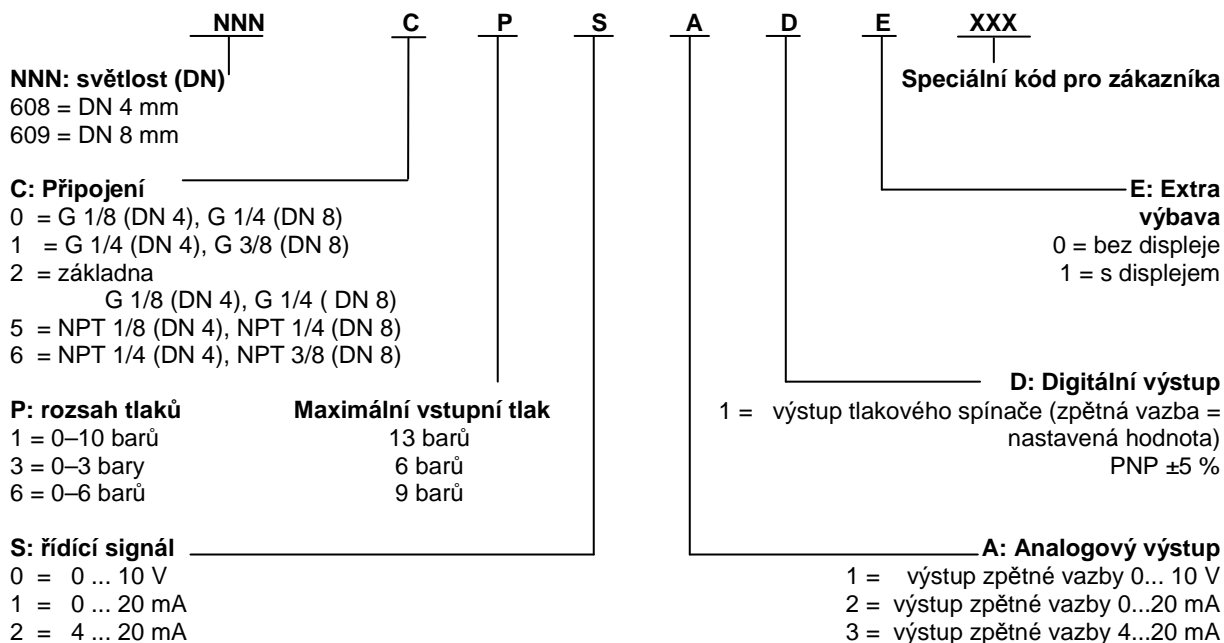 NNN C P S A D E XXX
NNN: světlost (DN)
608 = DN 4 mm
609 = DN 8 mm
Speciální kód pro zákazníka
C: Připojení
0 = G 1/8 (DN 4), G 1/4 (DN 8)
1 = G 1/4 (DN 4), G 3/8 (DN 8)
2 = základna
G 1/8 (DN 4), G 1/4 ( DN 8)
5 = NPT 1/8 (DN 4), NPT 1/4 (DN 8)
6 = NPT 1/4 (DN 4), NPT 3/8 (DN 8)
E: Extra
výbava
0 = bez displeje
1 = s displejem
P: rozsah tlaků Maximální vstupní tlak
1 = 0–10 barů 13 barů
3 = 0–3 bary 6 barů
6 = 0–6 barů 9 barů
D: Digitální výstup
1 = výstup tlakového spínače (zpětná vazba =
nastavená hodnota)
PNP ±5 %
S: řídící signál
0 = 0 ... 10 V
1 = 0 ... 20 mA
2 = 4 ... 20 mA
A: Analogový výstup
1 = výstup zpětné vazby 0... 10 V
2 = výstup zpětné vazby 0...20 mA
3 = výstup zpětné vazby 4...20 mA